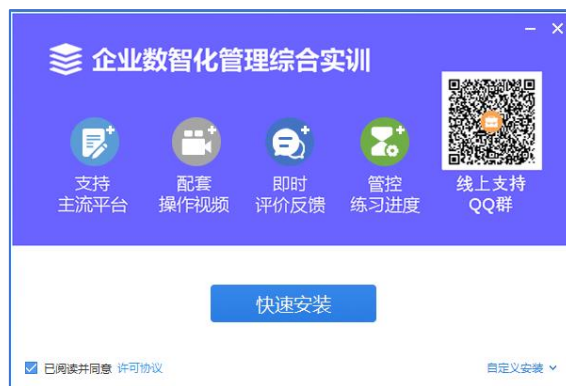 企业数智化管理综合实训
支持
主流平台
配套
操作视频
即时
评价反馈
管控
练习进度
线上支持
QQ群
快速安装
已阅读并同意 许可协议
自定义安装